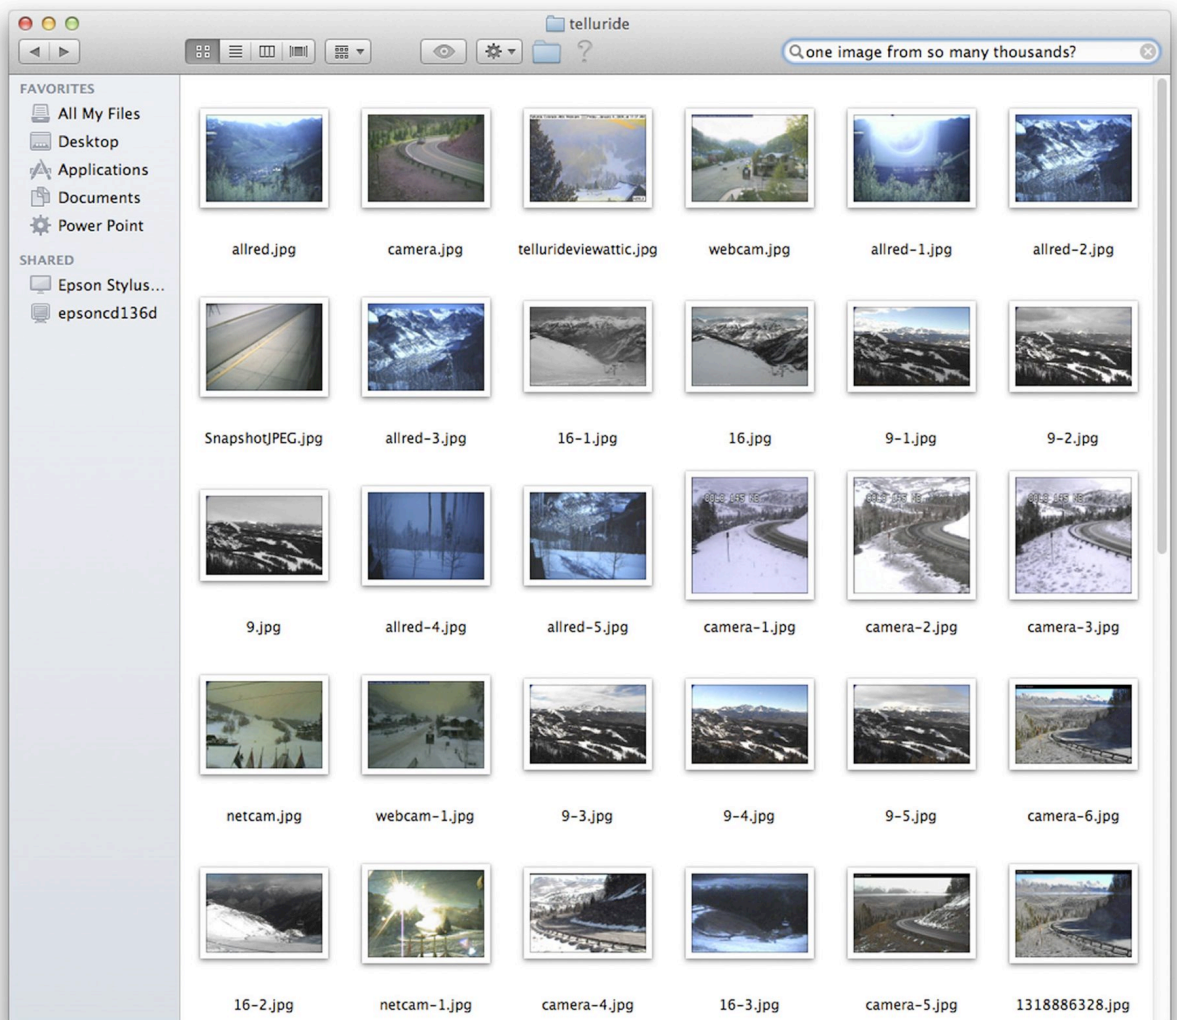 telluride
one image from so many thousands?
FAVORITES
All My Files
Desktop
Applications
Documents
Power Point
SHARED
Epson Stylus...
epsoncd136d
allred.jpg
camera.jpg
tellurideviewattic.jpg
webcam.jpg
allred-1.jpg
allred-2.jpg
SnapshotJPEG.jpg
allred-3.jpg
16-1.jpg
16.jpg
9-1.jpg
9-2.jpg
9.jpg
allred-4.jpg
allred-5.jpg
camera-1.jpg
camera-2.jpg
camera-3.jpg
netcam.jpg
webcam-1.jpg
9-3.jpg
9-4.jpg
9-5.jpg
camera-6.jpg
16-2.jpg
netcam-1.jpg
camera-4.jpg
16-3.jpg
camera-5.jpg
1318886328.jpg